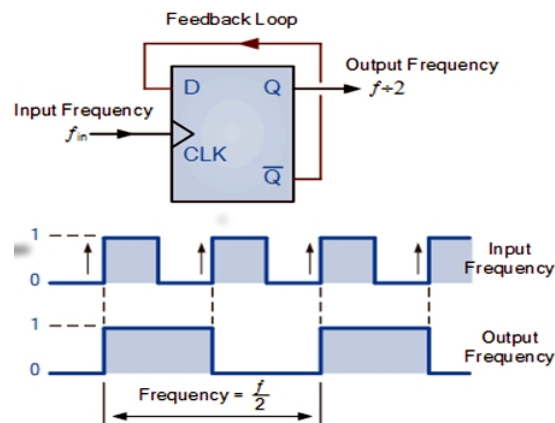 Feedback Loop
D Q
Output Frequency
f÷2
Input Frequency
fin
CLK
Q̅
1
0
Input
Frequency
1
0
Output
Frequency
Frequency = f/2